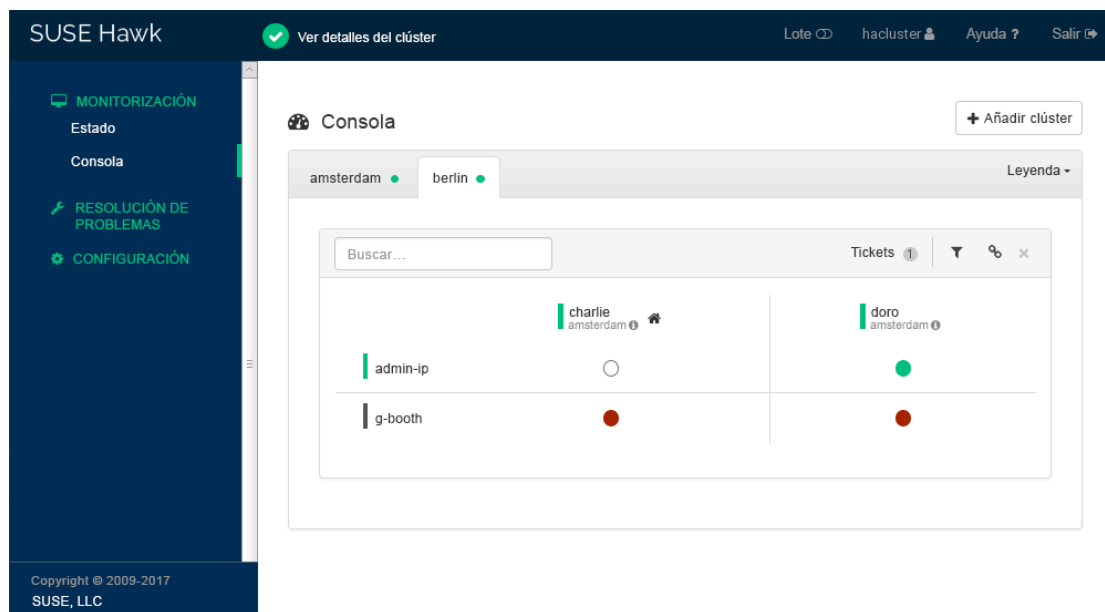 SUSE Hawk
Ver detalles del clúster
Lote
hacluster
Ayuda ?
Salir
MONITORIZACIÓN
Estado
Consola
RESOLUCIÓN DE
PROBLEMAS
CONFIGURACIÓN
Copyright © 2009-2017
SUSE, LLC
Consola
+ Añadir clúster
amsterdam
berlin
Leyenda
Buscar...
Tickets 1
charlie
amsterdam
doro
amsterdam
admin-ip
g-booth